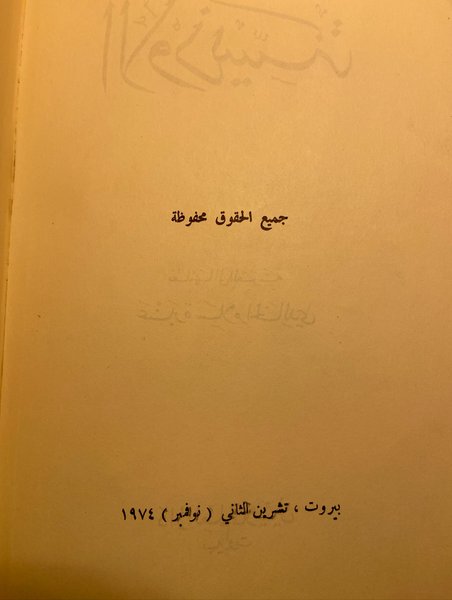 جميع الحقوق محفوظة
بيروت ، تشرين الثاني ( نوفمبر ) ١٩٧٤